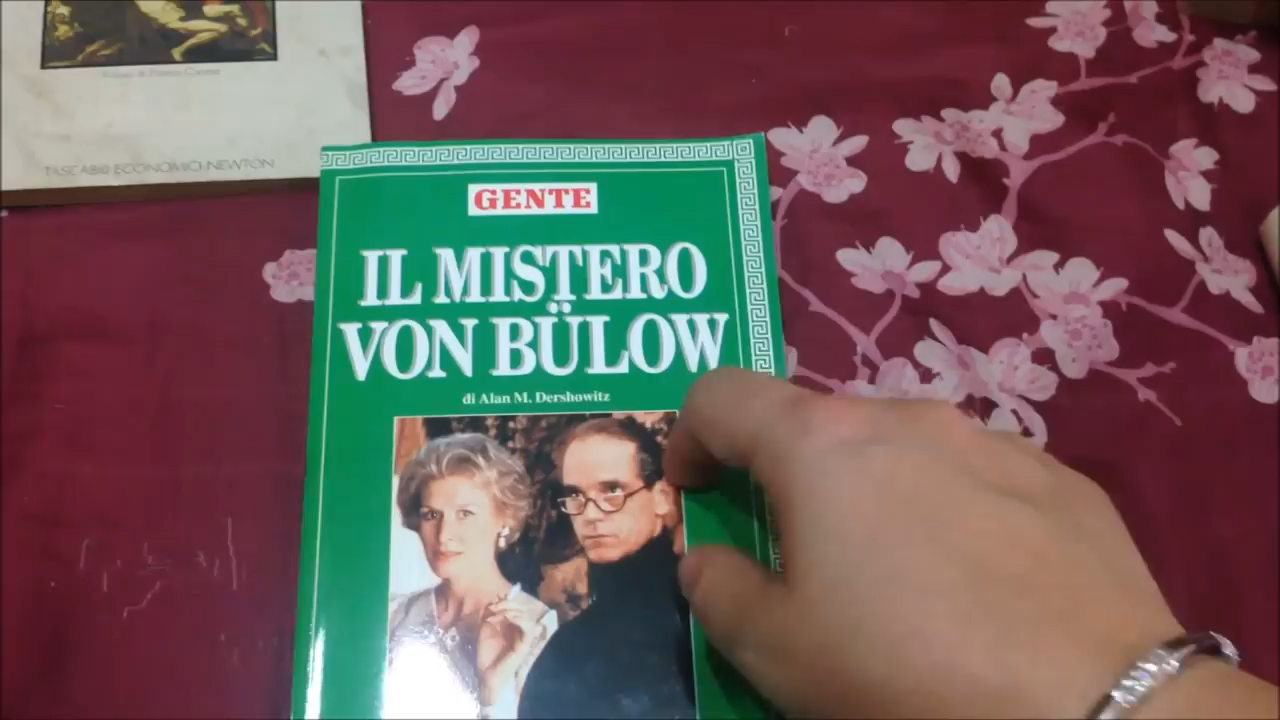 TASCABILI ECONOMICI NEWTON
GENTE
IL MISTERO
VON BÜLOW
di Alan M. Dershowitz